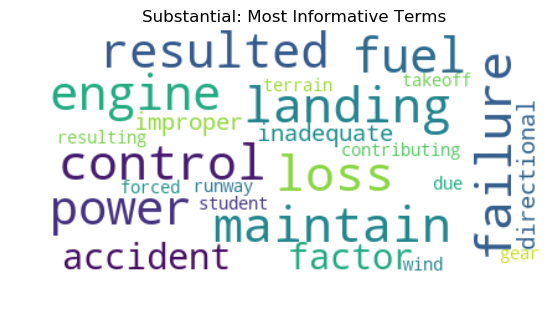 Substantial: Most Informative Terms
resulted fuel
engine terrain takeoff
landing
improper inadequate
resulting contributing
control loss due
forced runway
power student
maintain
accident factor wind
failure
directional
gear